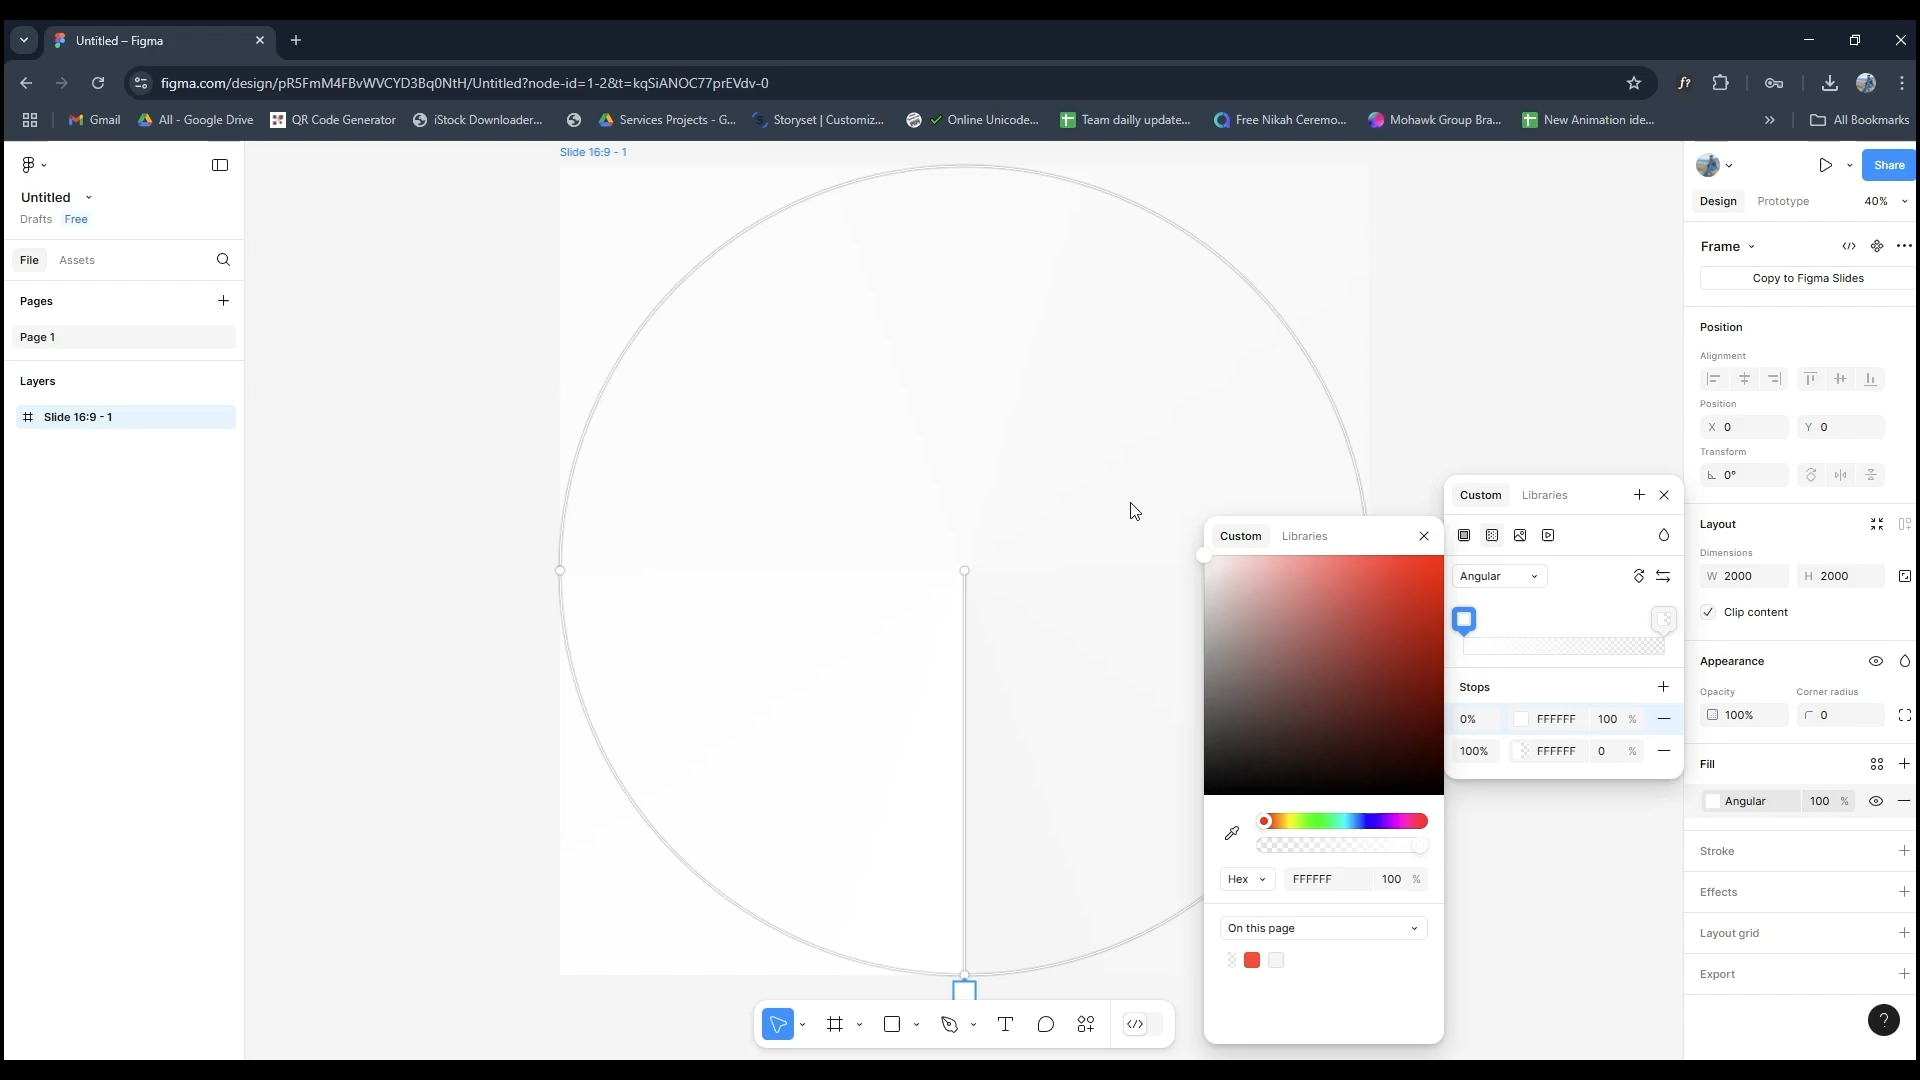 Untitled – Figma
figma.com/design/pR5FmM4FBvWVCYD3Bq0NtH/Untitled?node-id=1-2&t=kqSiANOC77prEVdv-0
Gmail
All - Google Drive
QR Code Generator
iStock Downloader...
Services Projects - G...
Storyset | Customiz...
Online Unicode...
Team dailly update...
Free Nikah Ceremo...
Mohawk Group Bra...
New Animation ide...
All Bookmarks
Slide 16:9 - 1
Share
Untitled
Drafts Free
Design Prototype 40%
File Assets
Frame
Copy to Figma Slides
Pages
Page 1
Layers
Slide 16:9 - 1
Position
Alignment
Position
X 0 Y 0
Transform
0°
Layout
Dimensions
W 2000 H 2000
Clip content
Appearance
Opacity Corner radius
100% 0
Fill
Angular 100 %
Stroke
Effects
Layout grid
Export
Custom Libraries
Angular
Stops
0% FFFFFF 100 %
100% FFFFFF 0 %
Custom Libraries
Hex FFFFFF 100 %
On this page